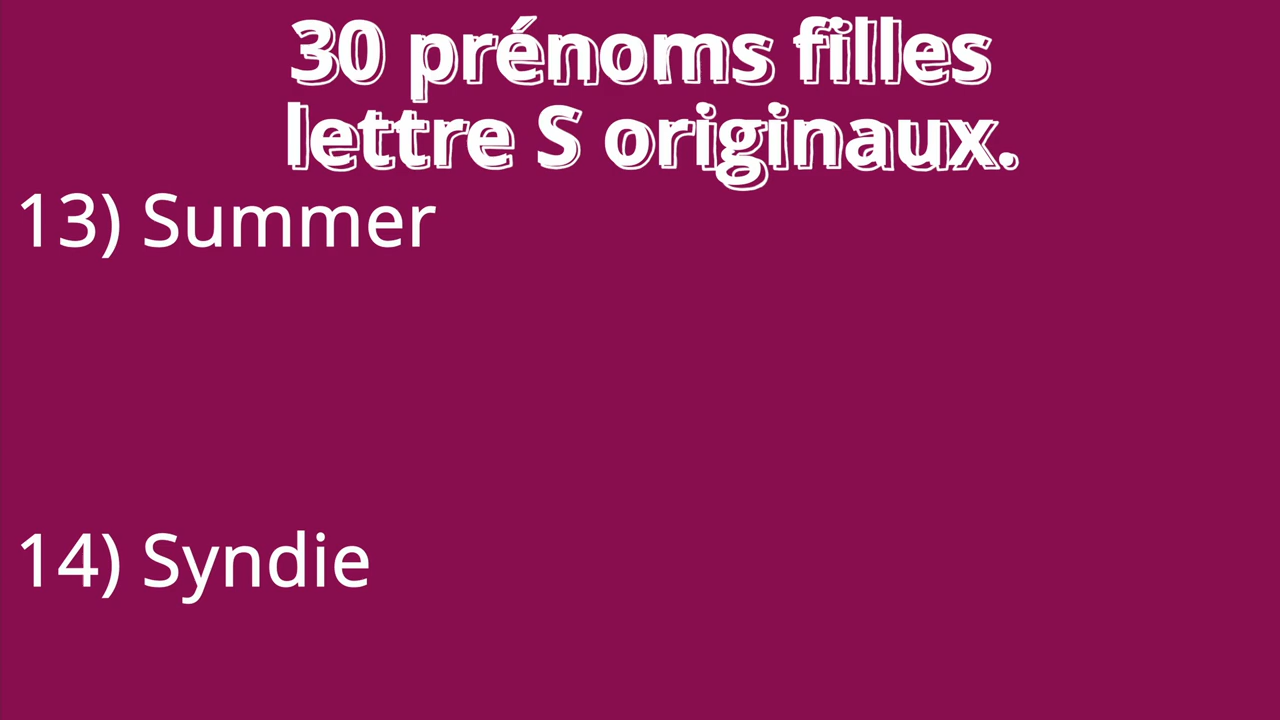 30 prénoms filles
lettre S originaux.
13) Summer
14) Syndie